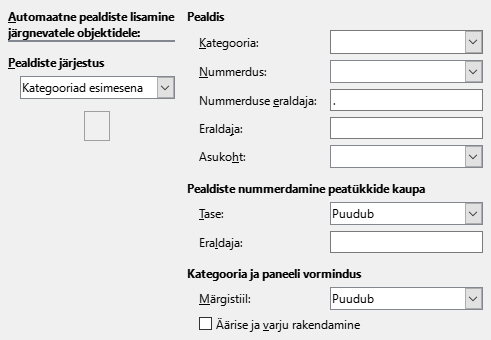 Automaatne pealdiste lisamine
järgnevatele objektidele:
Pealdiste järjestus
Kategooriad esimesena
Pealdis
Kategooria:
Nummerdus:
Nummerduse eraldaja: .
Eraldaja:
Asukoht:
Pealdiste nummerdamine peatükkide kaupa
Tase: Puudub
Eraldaja:
Kategooria ja paneeli vormindus
Märgistiil: Puudub
Äärise ja varju rakendamine